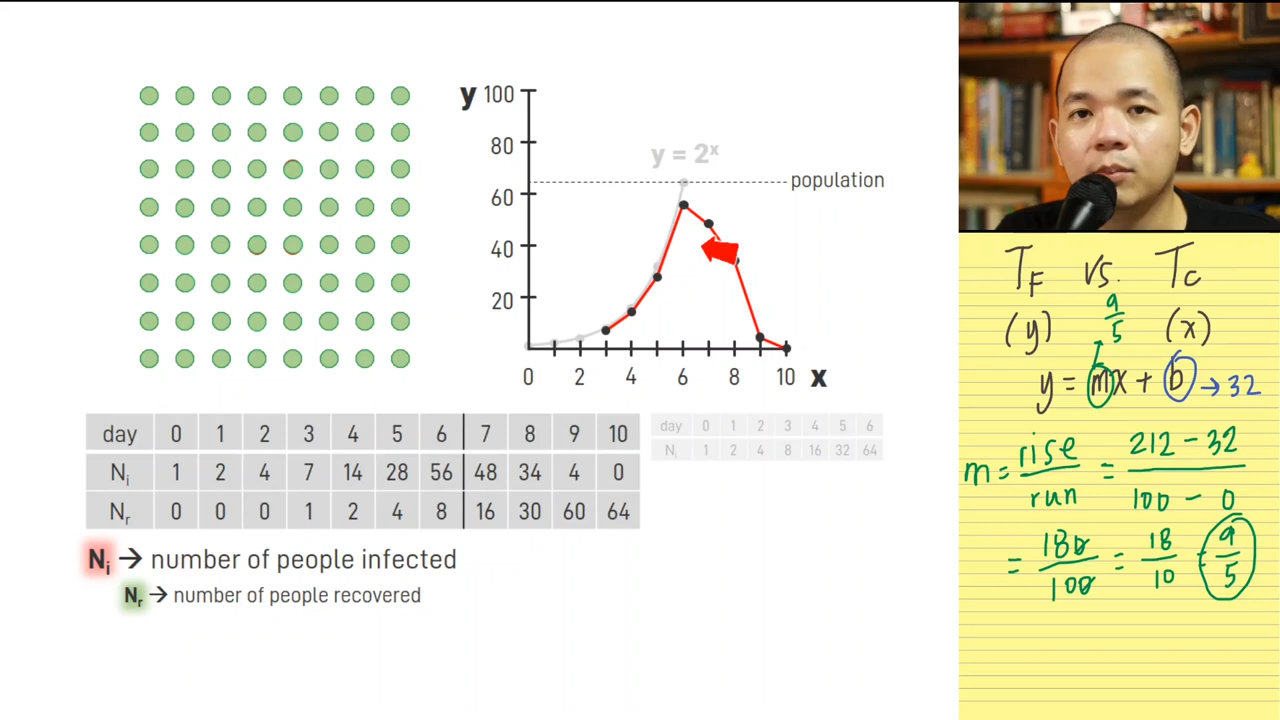 y 100
80
60
40
20
y = 2ˣ
population
0 2 4 6 8 10 x
day 0 1 2 3 4 5 6 7 8 9 10
Nᵢ 1 2 4 7 14 28 56 48 34 4 0
Nᵣ 0 0 0 1 2 4 8 16 30 60 64
day 0 1 2 3 4 5 6
Nᵢ 1 2 4 8 16 32 64
Nᵢ → number of people infected
Nᵣ → number of people recovered
T_F vs. T_C
(y) 9/5 (x)
y = mx + b → 32
m = rise/run = 212 - 32/100 - 0
= 180/100 = 18/10 = 9/5